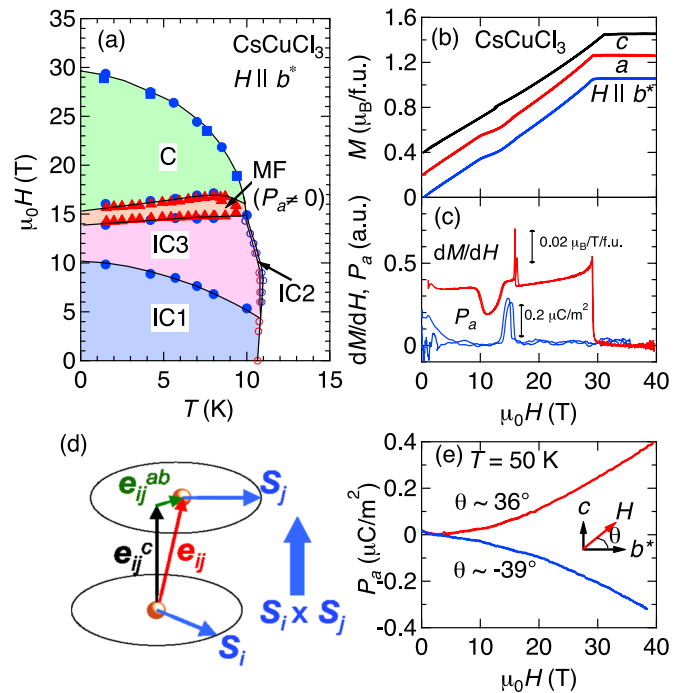 (a)
CsCuCl3
H || b*
35
30
25
20
15
10
5
0
μ0H (T)
C
MF
(Pa ≠ 0)
IC3
IC2
IC1
0
5
10
15
T (K)
(b)
CsCuCl3
c
a
H || b*
1.6
1.2
0.8
0.4
0.0
M (μB/f.u.)
(c)
dM/dH
0.02 μB/T/f.u.
Pa
0.2 μC/m2
0.5
0
dM/dH, Pa (a.u.)
0
10
20
30
40
μ0H (T)
(d)
eijab
Sj
eijc
eij
Si
Si x Sj
(e)
T = 50 K
θ ~ 36°
θ ~ -39°
c
H
θ
b*
0.4
0.2
0
-0.2
-0.4
Pa (μC/m2)
0
10
20
30
40
μ0H (T)